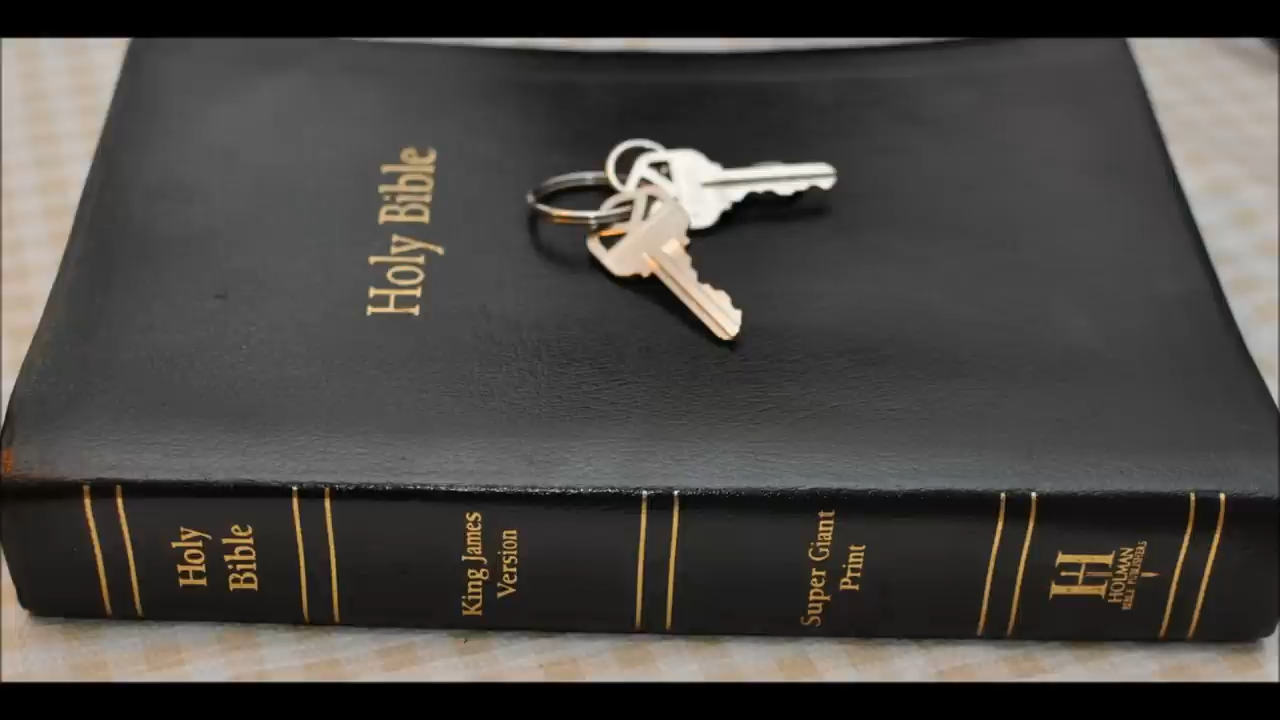 Holy Bible
Holy
Bible
King James
Version
Super Giant
Print
H
HOLMAN
BIBLE PUBLISHERS